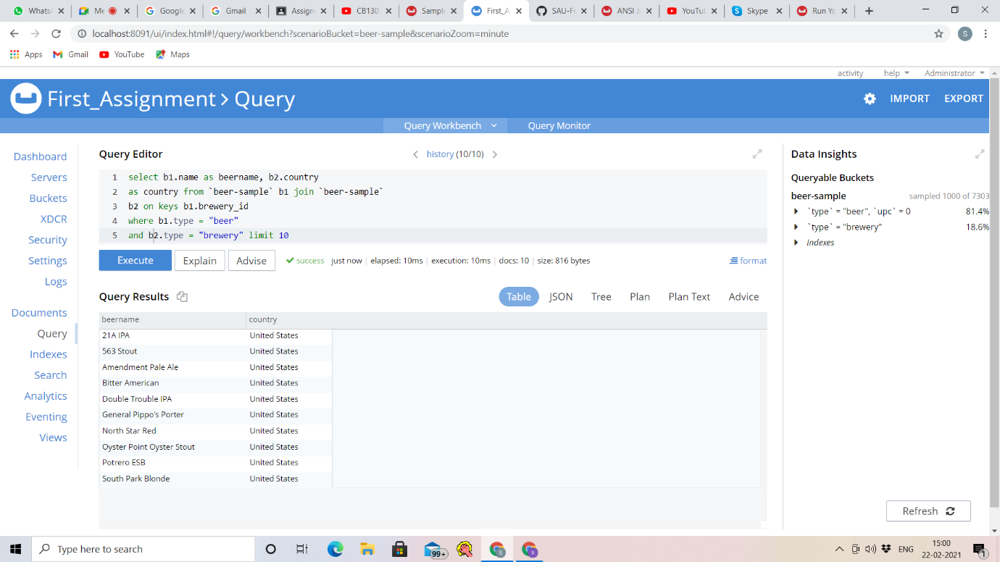 Whats
Me
Google
Gmail
Assign
CB130
Sample
First_A
SAU-Fe
ANSI J
YouTu
Skype
Run Yo
localhost:8091/ui/index.html#!/query/workbench?scenarioBucket=beer-sample&scenarioZoom=minute
S
Apps
Gmail
YouTube
Maps
activity
help
Administrator
First_Assignment > Query
IMPORT
EXPORT
Query Workbench
Query Monitor
Dashboard
Servers
Buckets
XDCR
Security
Settings
Logs
Documents
Query
Indexes
Search
Analytics
Eventing
Views
Query Editor
history (10/10)
1 select b1.name as beername, b2.country
2 as country from `beer-sample` b1 join `beer-sample`
3 b2 on keys b1.brewery_id
4 where b1.type = "beer"
5 and b2.type = "brewery" limit 10
Execute
Explain
Advise
success just now | elapsed: 10ms | execution: 10ms | docs: 10 | size: 816 bytes
format
Query Results
Table
JSON
Tree
Plan
Plan Text
Advice
beername country
21A IPA United States
563 Stout United States
Amendment Pale Ale United States
Bitter American United States
Double Trouble IPA United States
General Pippo's Porter United States
North Star Red United States
Oyster Point Oyster Stout United States
Potrero ESB United States
South Park Blonde United States
Data Insights
Queryable Buckets
beer-sample sampled 1000 of 7303
`type` = "beer", `upc` = 0 81.4%
`type` = "brewery" 18.6%
Indexes
Refresh
Type here to search
99+
S
S
ENG
15:00
22-02-2021
1